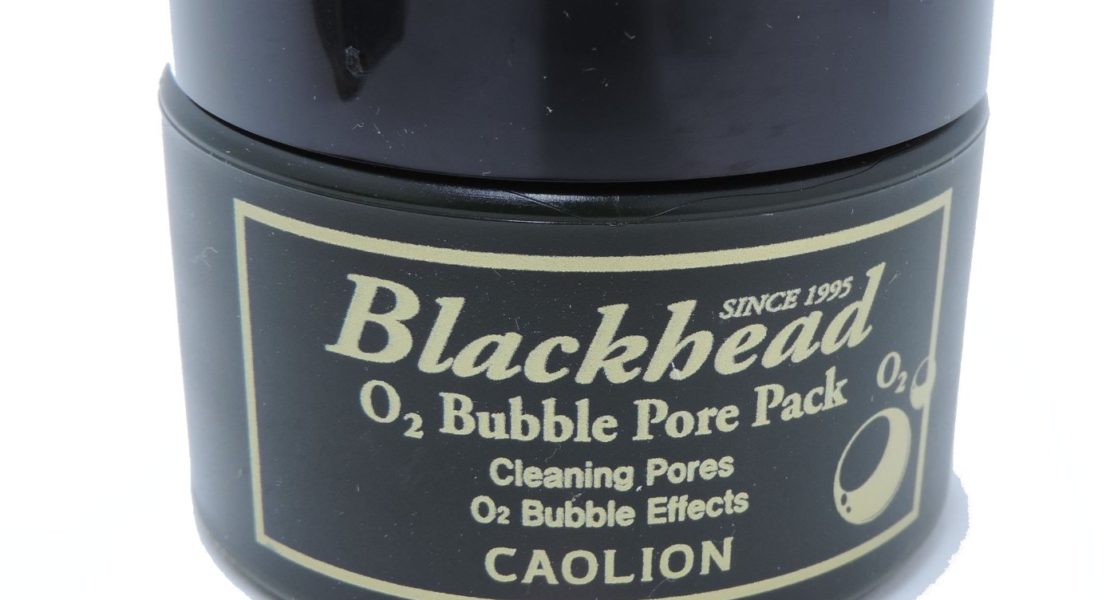 SINCE 1995
Blackhead
O₂
O₂ Bubble Pore Pack
Cleaning Pores
O₂ Bubble Effects
CAOLION